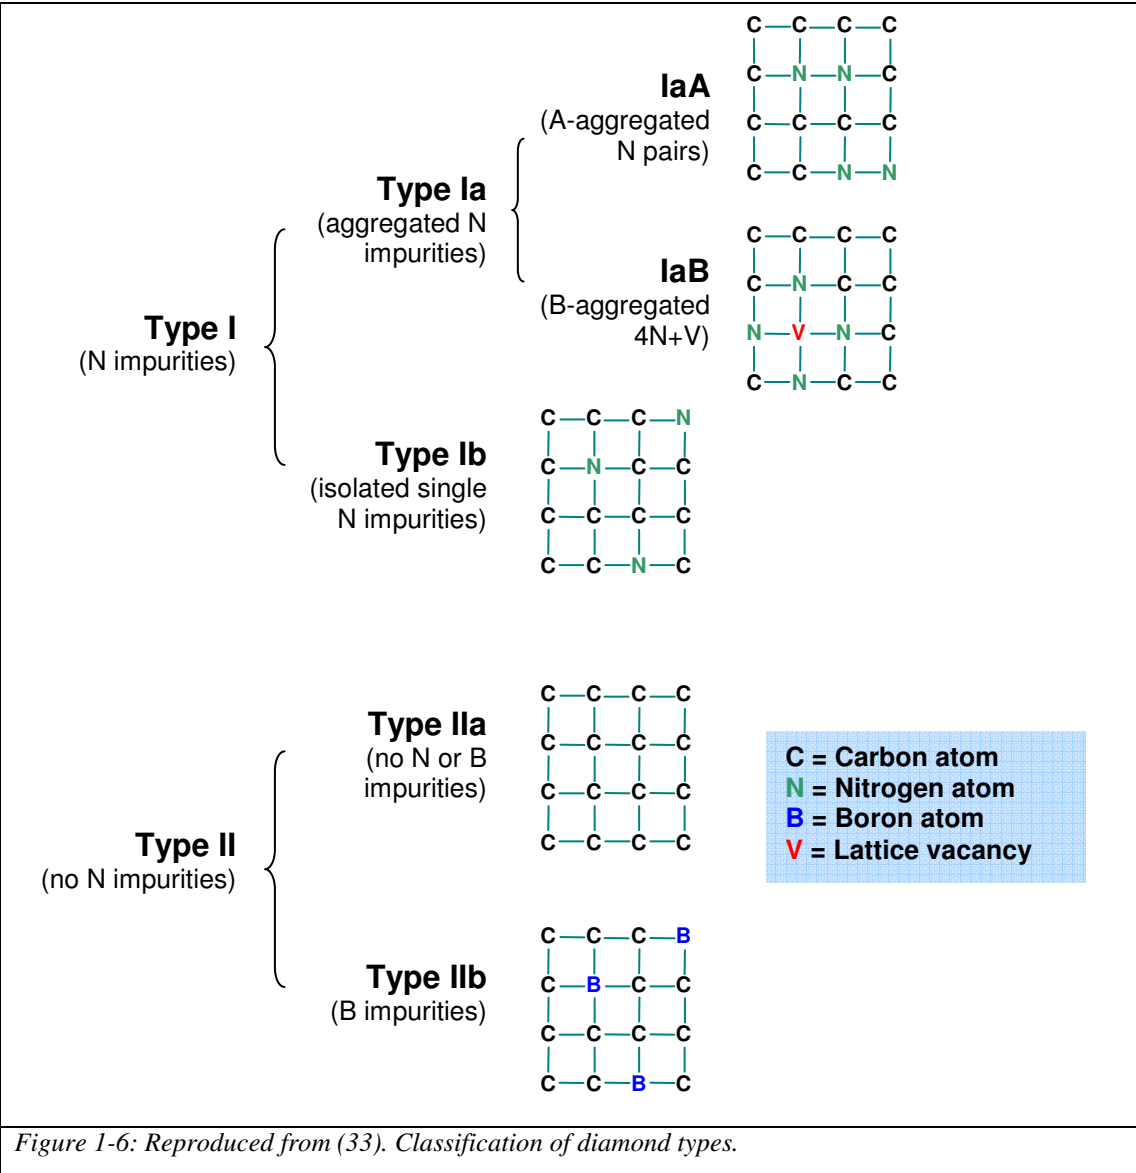 C C C C
C N N C
C C C C
C C N N
IaA
(A-aggregated
N pairs)
Type Ia
(aggregated N
impurities)
C C C C
C N C C
N V N C
C N C C
IaB
(B-aggregated
4N+V)
Type I
(N impurities)
C C C N
C N C C
C C C C
C C N C
Type Ib
(isolated single
N impurities)
C C C C
C C C C
C C C C
C C C C
Type IIa
(no N or B
impurities)
C = Carbon atom
N = Nitrogen atom
B = Boron atom
V = Lattice vacancy
Type II
(no N impurities)
C C C B
C B C C
C C C C
C C B C
Type IIb
(B impurities)
Figure 1-6: Reproduced from (33). Classification of diamond types.